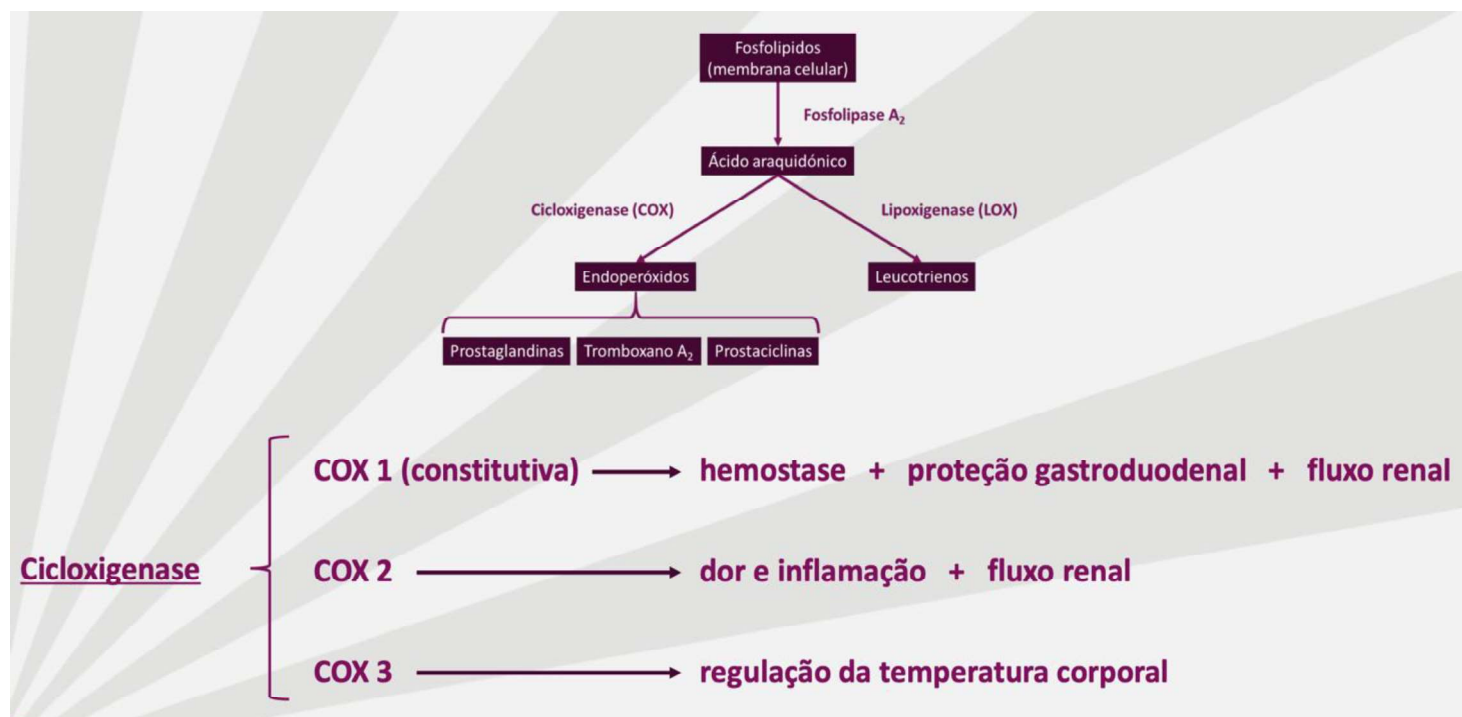 Fosfolipidos
(membrana celular)
Fosfolipase A₂
Ácido araquidónico
Cicloxigenase (COX)
Lipoxigenase (LOX)
Endoperóxidos
Leucotrienos
Prostaglandinas
Tromboxano A₂
Prostaciclinas
COX 1 (constitutiva) hemostase + proteção gastroduodenal + fluxo renal
Cicloxigenase COX 2 dor e inflamação + fluxo renal
COX 3 regulação da temperatura corporal